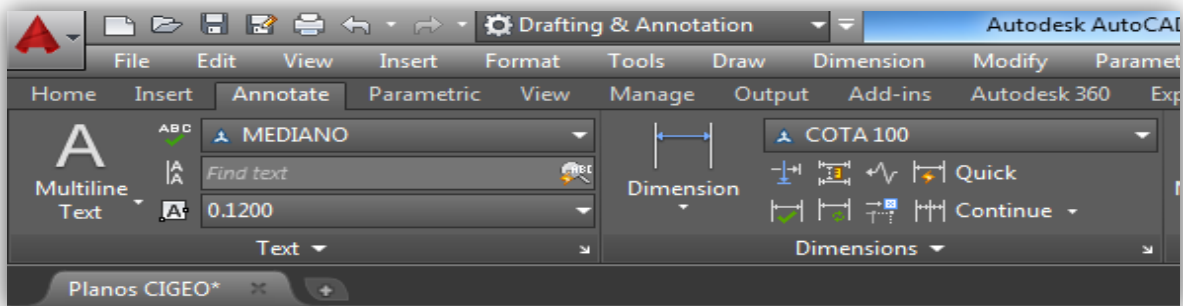 Drafting & Annotation Autodesk AutoCAD
File Edit View Insert Format Tools Draw Dimension Modify Paramet
Home Insert Annotate Parametric View Manage Output Add-ins Autodesk 360 Exp
ABC MEDIANO COTA 100
A Multiline Text
A A Find text ABC Quick
Dimension
A 0.1200 Continue
Text Dimensions
Planos CIGEO*